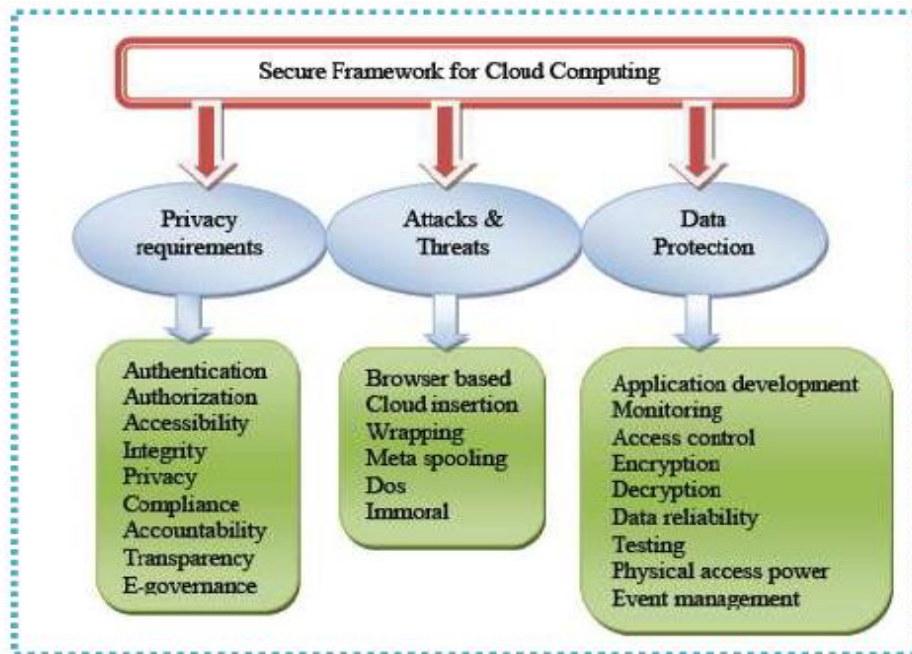 Secure Framework for Cloud Computing
Privacy
requirements
Attacks &
Threats
Data
Protection
Authentication
Authorization
Accessibility
Integrity
Privacy
Compliance
Accountability
Transparency
E-governance
Browser based
Cloud insertion
Wrapping
Meta spooling
Dos
Immoral
Application development
Monitoring
Access control
Encryption
Decryption
Data reliability
Testing
Physical access power
Event management